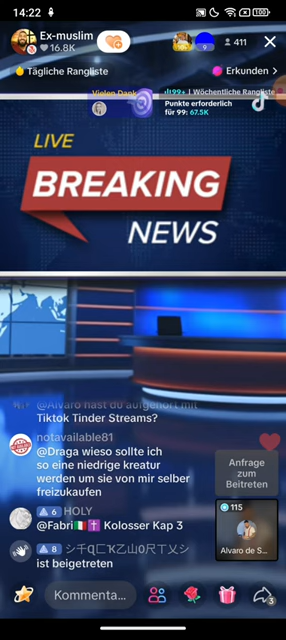 14:22
100
Ex-muslim
16.8K
9
411
Tägliche Rangliste
Erkunden >
Vielen Dank
99+ | Wöchentliche Rangliste
Punkte erforderlich
für 99: 67.5K
LIVE
BREAKING
NEWS
@Alvaro hast du aufgehört mit
Tiktok Tinder Streams?
notavailable81
@Draga wieso sollte ich
so eine niedrige kreatur
werden um sie von mir selber
freizukaufen
6 HOLY
@Fabri🇮🇹✝️ Kolosser Kap 3
8
ist beigetreten
Anfrage
zum
Beitreten
115
Alvaro de S...
Kommenta...
3